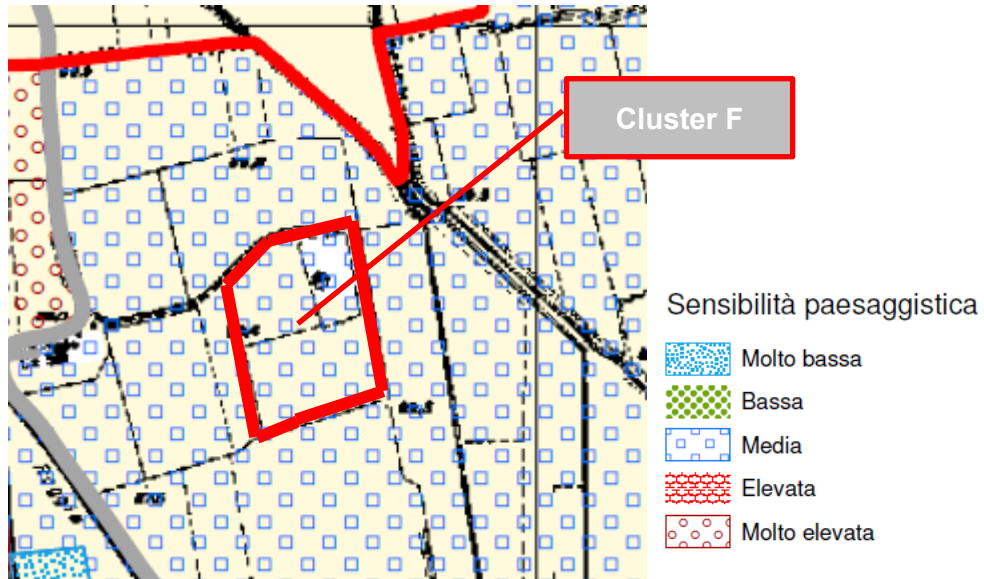 Cluster F
Sensibilità paesaggistica
Molto bassa
Bassa
Media
Elevata
Molto elevata